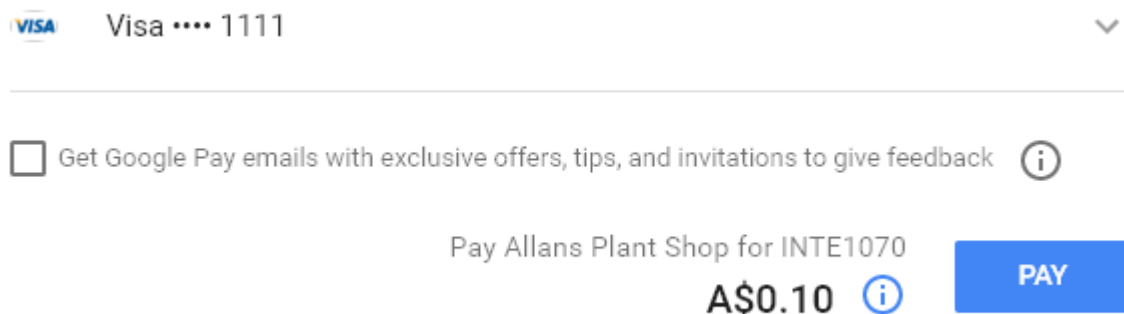 VISA Visa •••• 1111
Get Google Pay emails with exclusive offers, tips, and invitations to give feedback
Pay Allans Plant Shop for INTE1070
A$0.10
PAY